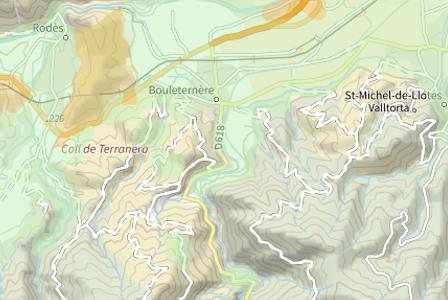 Rodès
Bouleternère
St-Michel-de-Llotes
Valltorta
226
D618
Coll de Terranera